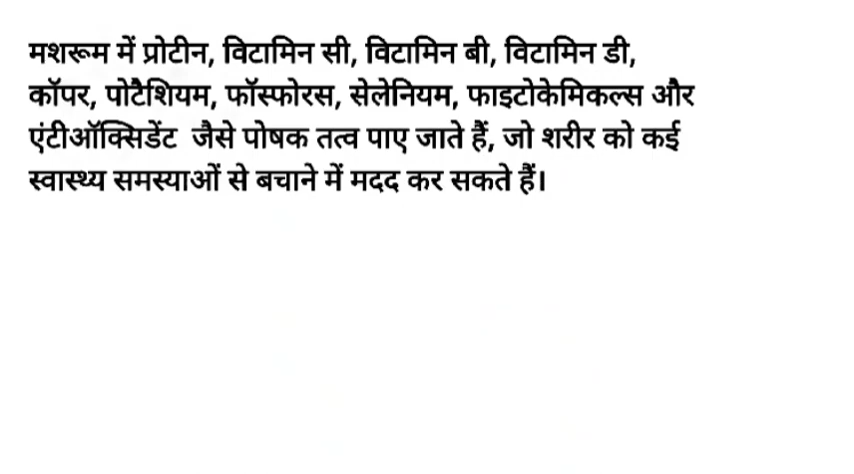 मशरूम में प्रोटीन, विटामिन सी, विटामिन बी, विटामिन डी,
कॉपर, पोटैशियम, फॉस्फोरस, सेलेनियम, फाइटोकेमिकल्स और
एंटीऑक्सिडेंट जैसे पोषक तत्व पाए जाते हैं, जो शरीर को कई
स्वास्थ्य समस्याओं से बचाने में मदद कर सकते हैं।